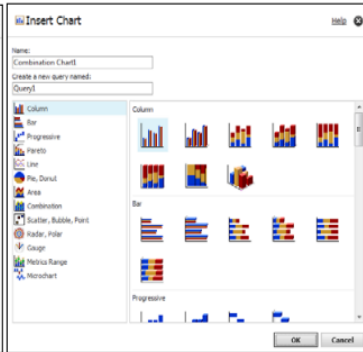 Insert Chart
Help
Name:
Combination Chart1
Create a new query named:
Query1
Column
Bar
Progressive
Pareto
Line
Pie, Donut
Area
Combination
Scatter, Bubble, Point
Radar, Polar
Gauge
Metrics Range
Microchart
Column
Bar
Progressive
OK
Cancel